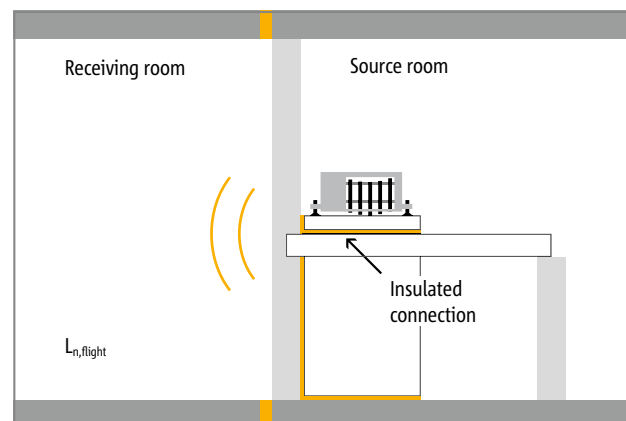 Receiving room
Source room
Insulated
connection
Ln,flight